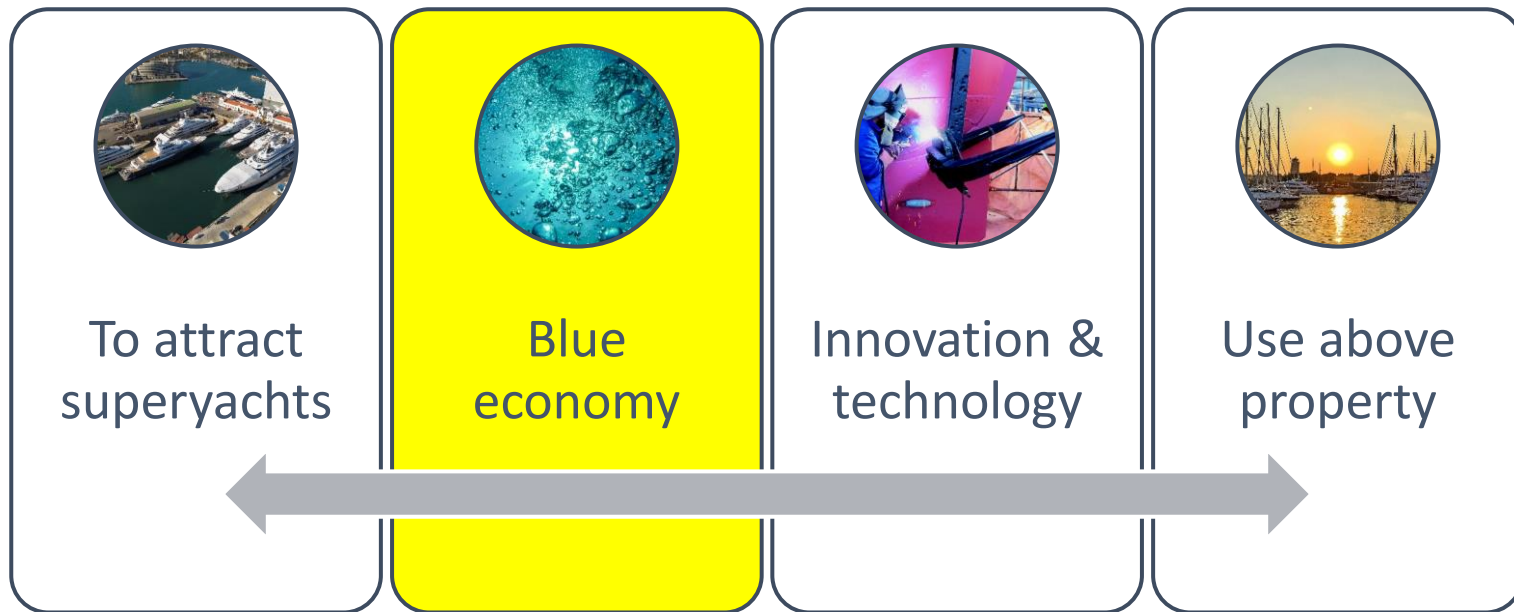 To attract
superyachts
Blue
economy
Innovation &
technology
Use above
property